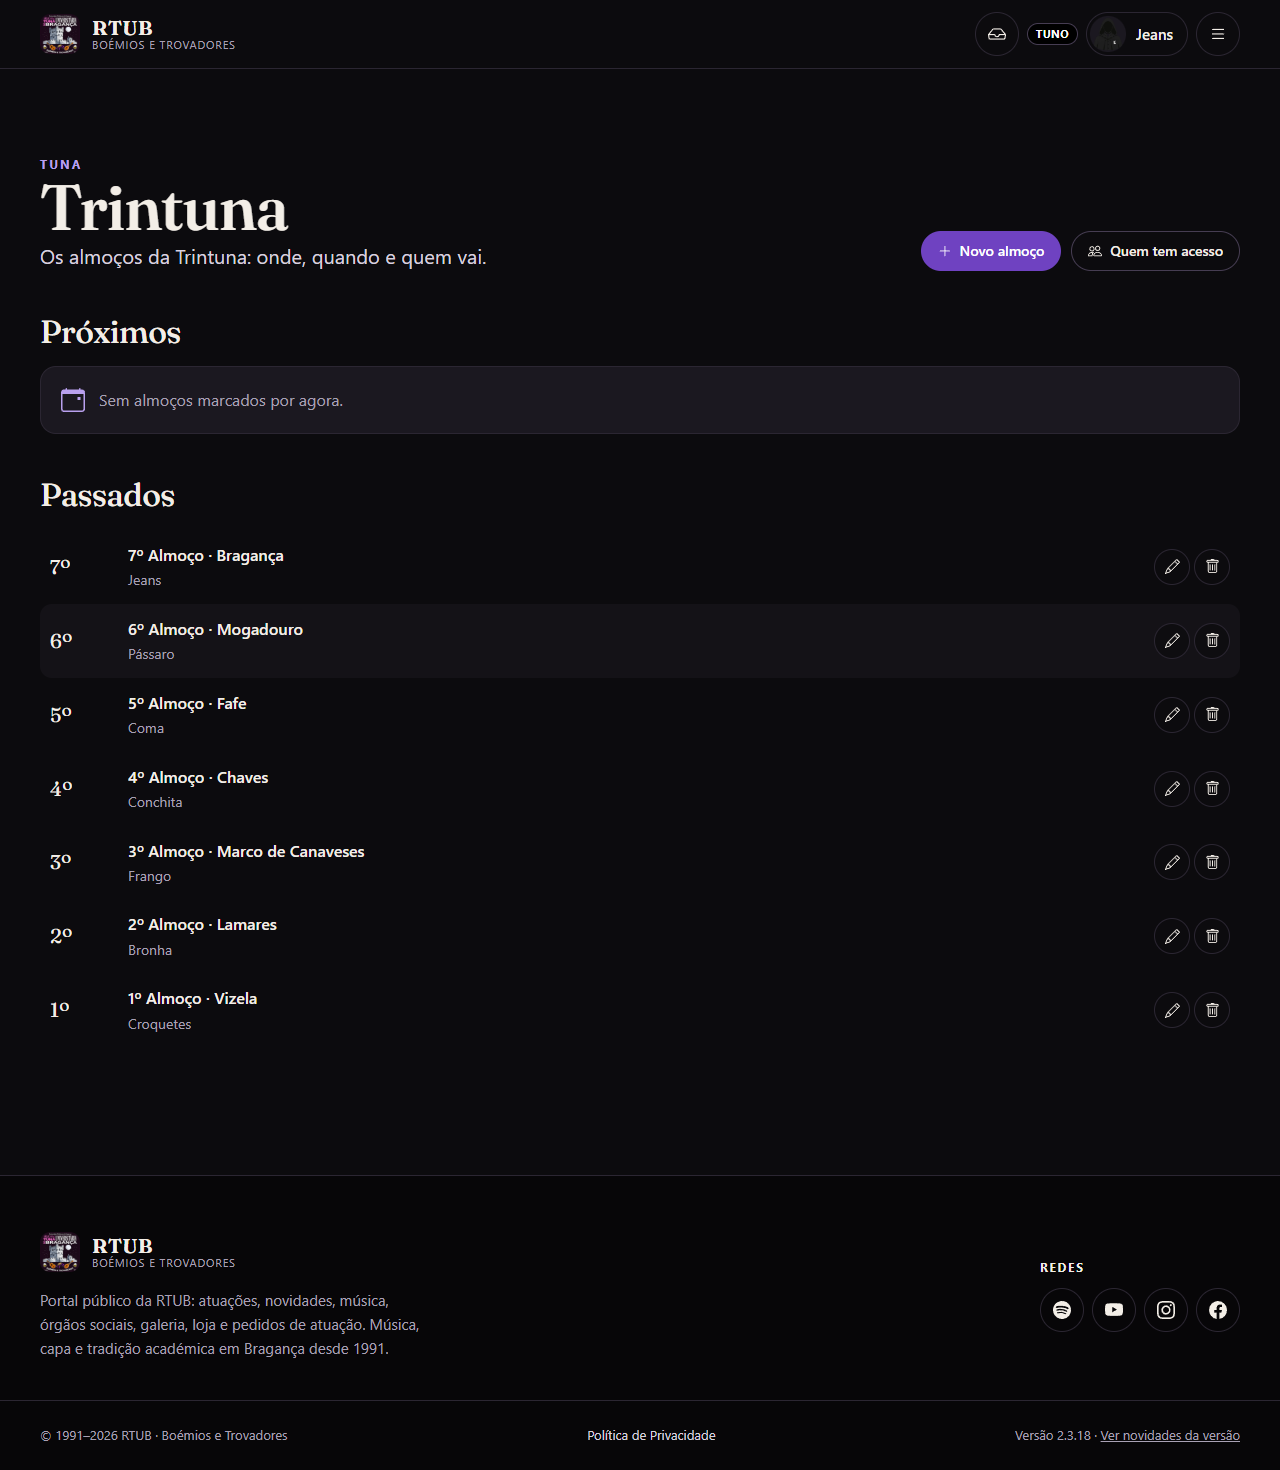 RTUB
BOÉMIOS E TROVADORES
TUNO
Jeans
TUNA
Trintuna
Os almoços da Trintuna: onde, quando e quem vai.
Novo almoço
Quem tem acesso
Próximos
Sem almoços marcados por agora.
Passados
7º
7º Almoço · Bragança
Jeans
6º
6º Almoço · Mogadouro
Pássaro
5º
5º Almoço · Fafe
Coma
4º
4º Almoço · Chaves
Conchita
3º
3º Almoço · Marco de Canaveses
Frango
2º
2º Almoço · Lamares
Bronha
1º
1º Almoço · Vizela
Croquetes
RTUB
BOÉMIOS E TROVADORES
Portal público da RTUB: atuações, novidades, música,
órgãos sociais, galeria, loja e pedidos de atuação. Música,
capa e tradição académica em Bragança desde 1991.
REDES
© 1991–2026 RTUB · Boémios e Trovadores
Política de Privacidade
Versão 2.3.18 · Ver novidades da versão